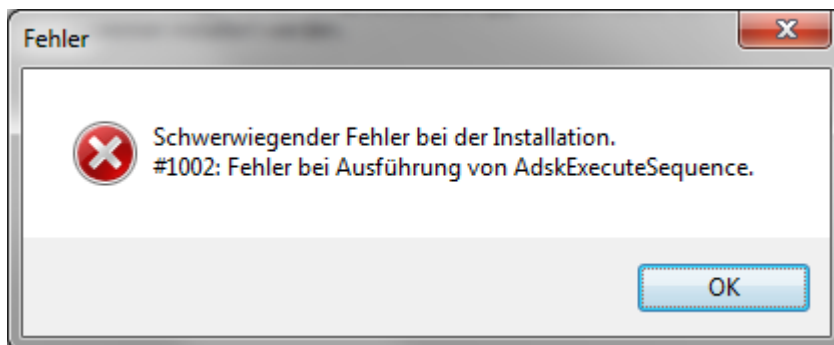 Fehler
Schwerwiegender Fehler bei der Installation.
#1002: Fehler bei Ausführung von AdskExecuteSequence.
OK